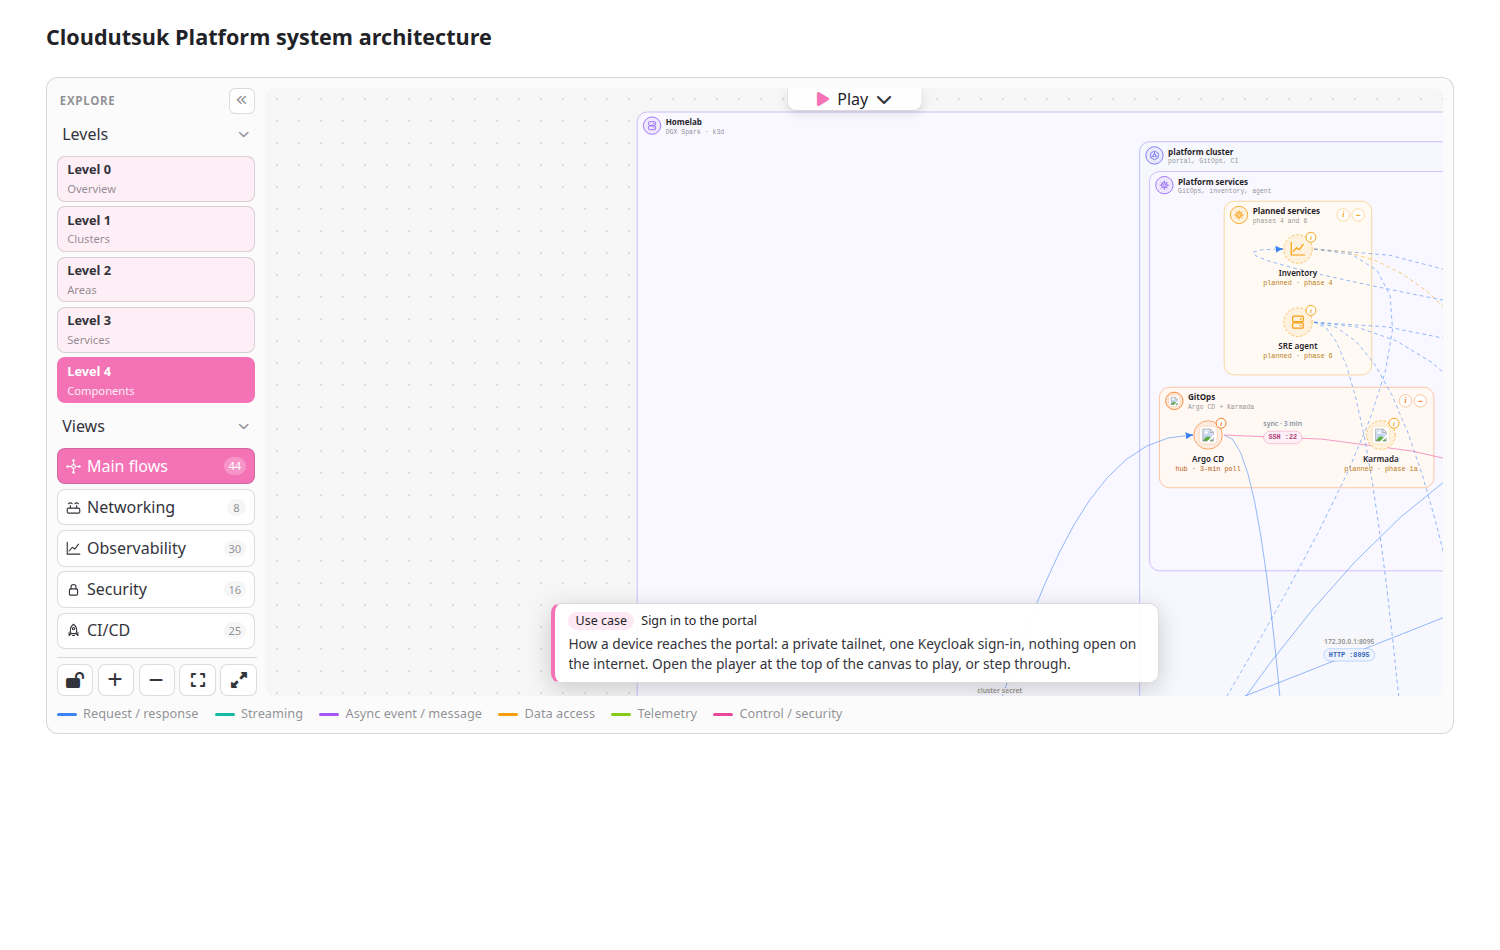 Cloudutsuk Platform system architecture
EXPLORE
Levels
Level 0
Overview
Level 1
Clusters
Level 2
Areas
Level 3
Services
Level 4
Components
Views
Main flows 44
Networking 8
Observability 30
Security 16
CI/CD 25
Play
Homelab
DGX Spark · k3d
platform cluster
portal, GitOps, CI
Platform services
GitOps, inventory, agent
Planned services
phases 4 and 6
Inventory
planned · phase 4
SRE agent
planned · phase 6
GitOps
Argo CD + Karmada
sync · 3 min
SSH :22
Argo CD
hub · 3-min poll
Karmada
planned · phase 1a
172.30.0.1:8095
HTTP :8095
Use case Sign in to the portal
How a device reaches the portal: a private tailnet, one Keycloak sign-in, nothing open on
the internet. Open the player at the top of the canvas to play, or step through.
cluster secret
Request / response
Streaming
Async event / message
Data access
Telemetry
Control / security